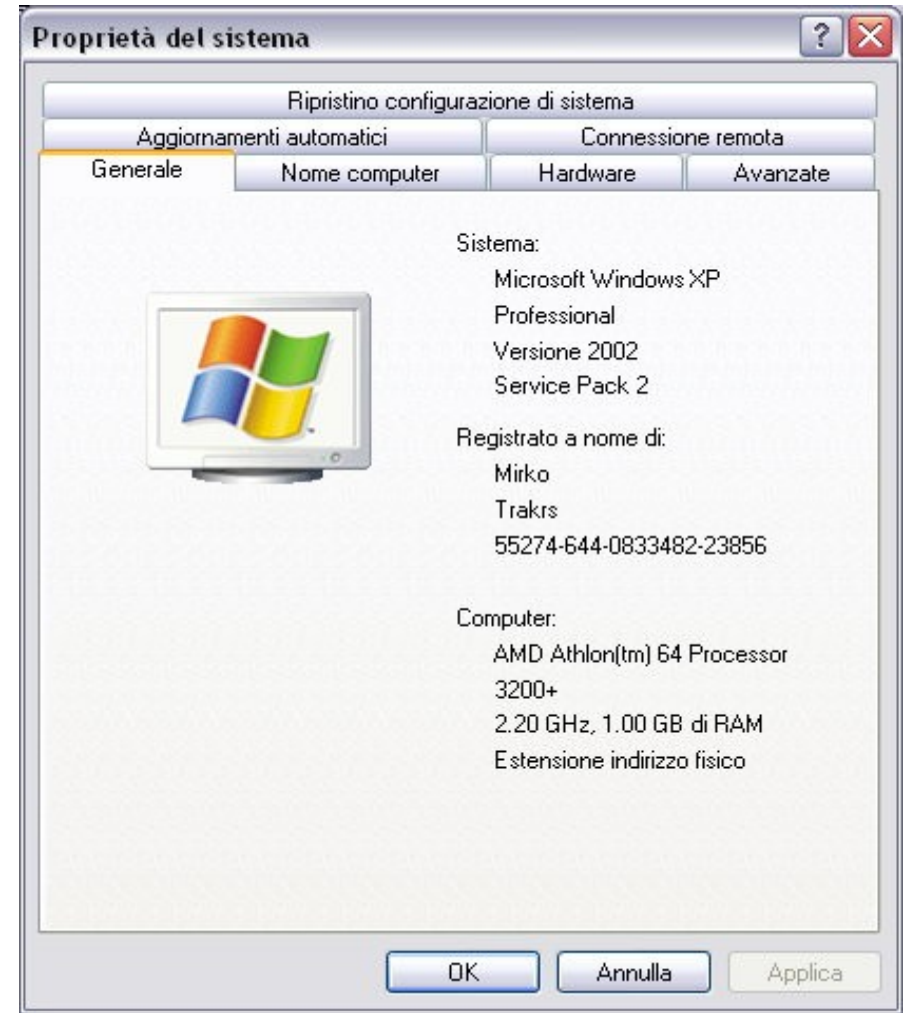 Proprietà del sistema
Ripristino configurazione di sistema
Aggiornamenti automatici
Connessione remota
Generale
Nome computer
Hardware
Avanzate
Sistema:
Microsoft Windows XP
Professional
Versione 2002
Service Pack 2
Registrato a nome di:
Mirko
Trakrs
55274-644-0833482-23856
Computer:
AMD Athlon(tm) 64 Processor
3200+
2.20 GHz, 1.00 GB di RAM
Estensione indirizzo fisico
OK
Annulla
Applica